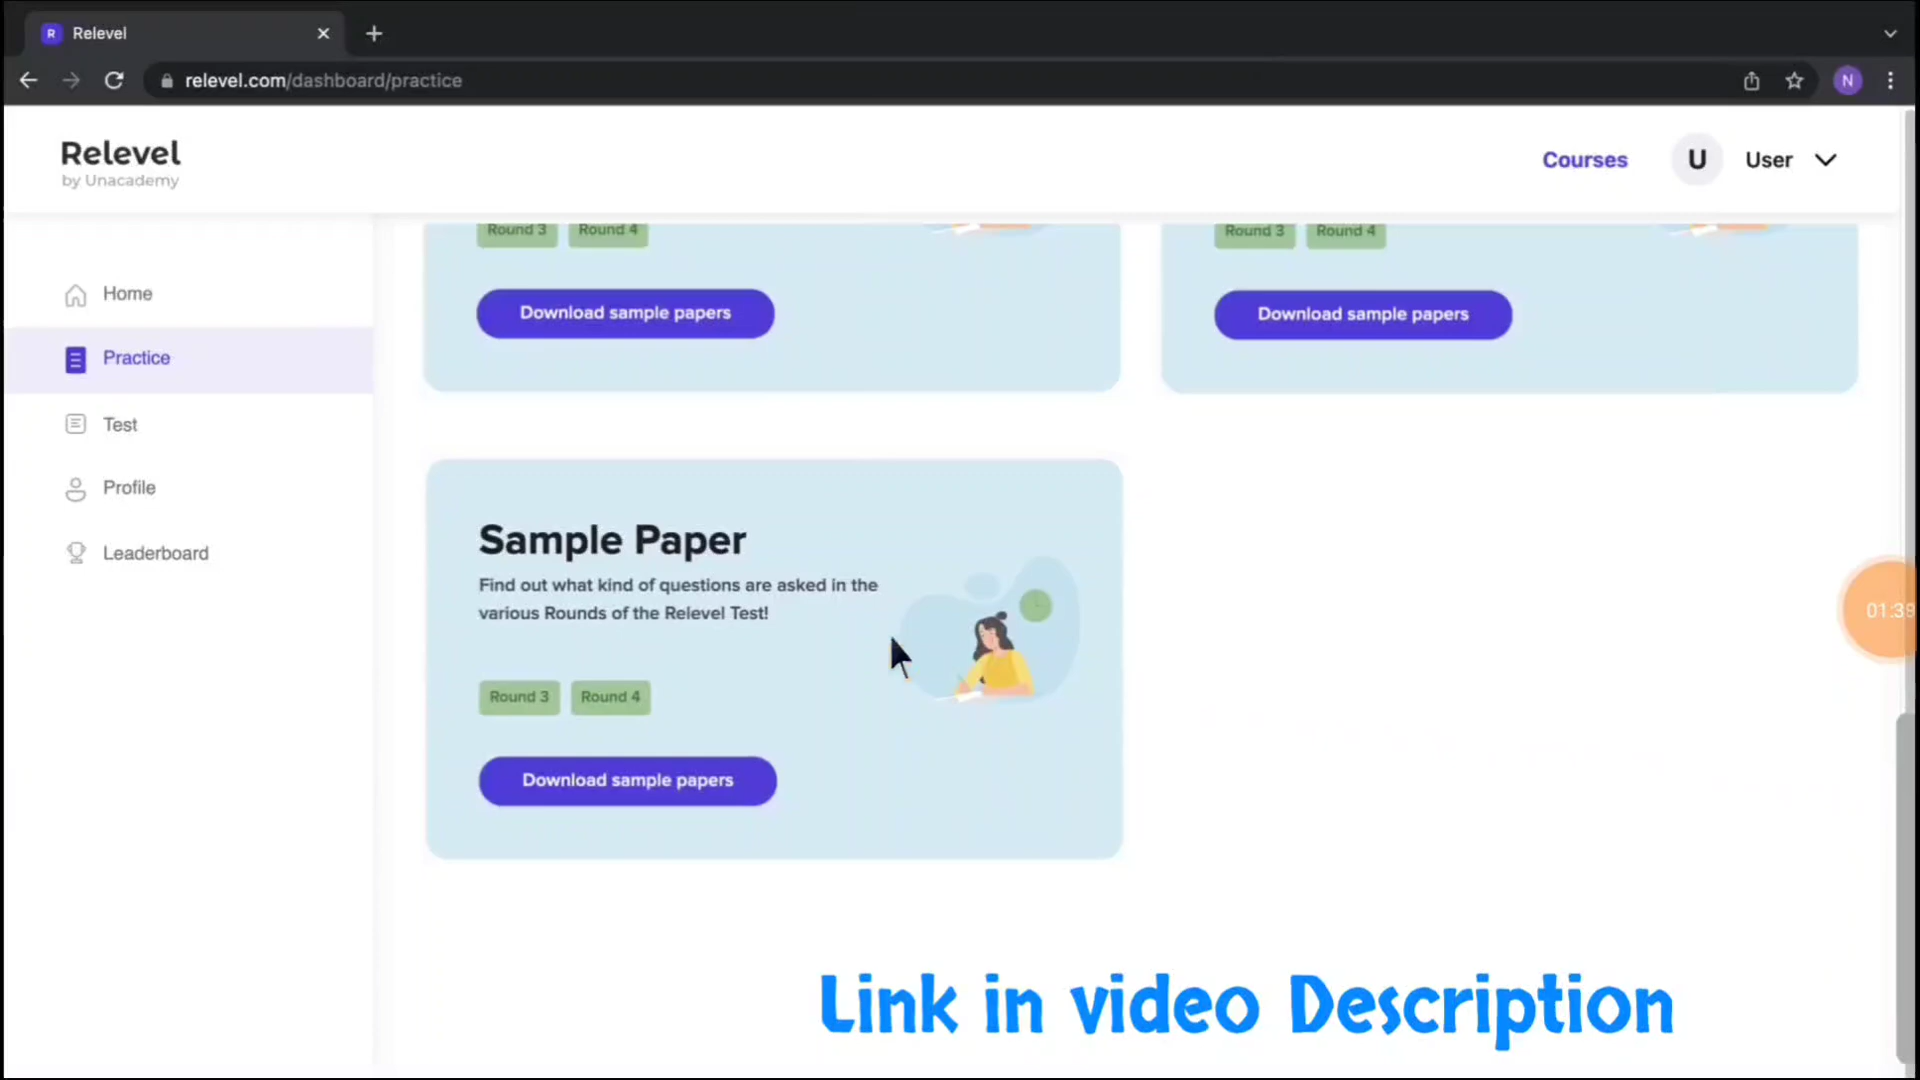 R Relevel
relevel.com/dashboard/practice
N
Relevel
by Unacademy
Courses
U
User
Home
Practice
Test
Profile
Leaderboard
Round 3 Round 4
Download sample papers
Round 3 Round 4
Download sample papers
Sample Paper
Find out what kind of questions are asked in the
various Rounds of the Relevel Test!
Round 3 Round 4
Download sample papers
01:39
Link in video Description